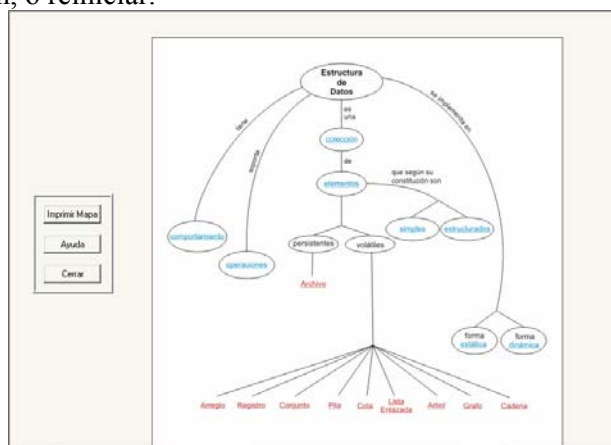 n, o reiniciar.
Estructura
de
Datos
es
una
tiene
soporta
se implementa en
colección
de
elementos
que según su
constitución son
Imprimir Mapa
Ayuda
Cerrar
comportamiento
operaciones
persistentes
volátiles
simples
estructurados
Archivo
forma
estática
forma
dinámica
Arreglo
Registro
Conjunto
Pila
Cola
Lista
Enlazada
Arbol
Grafo
Cadena